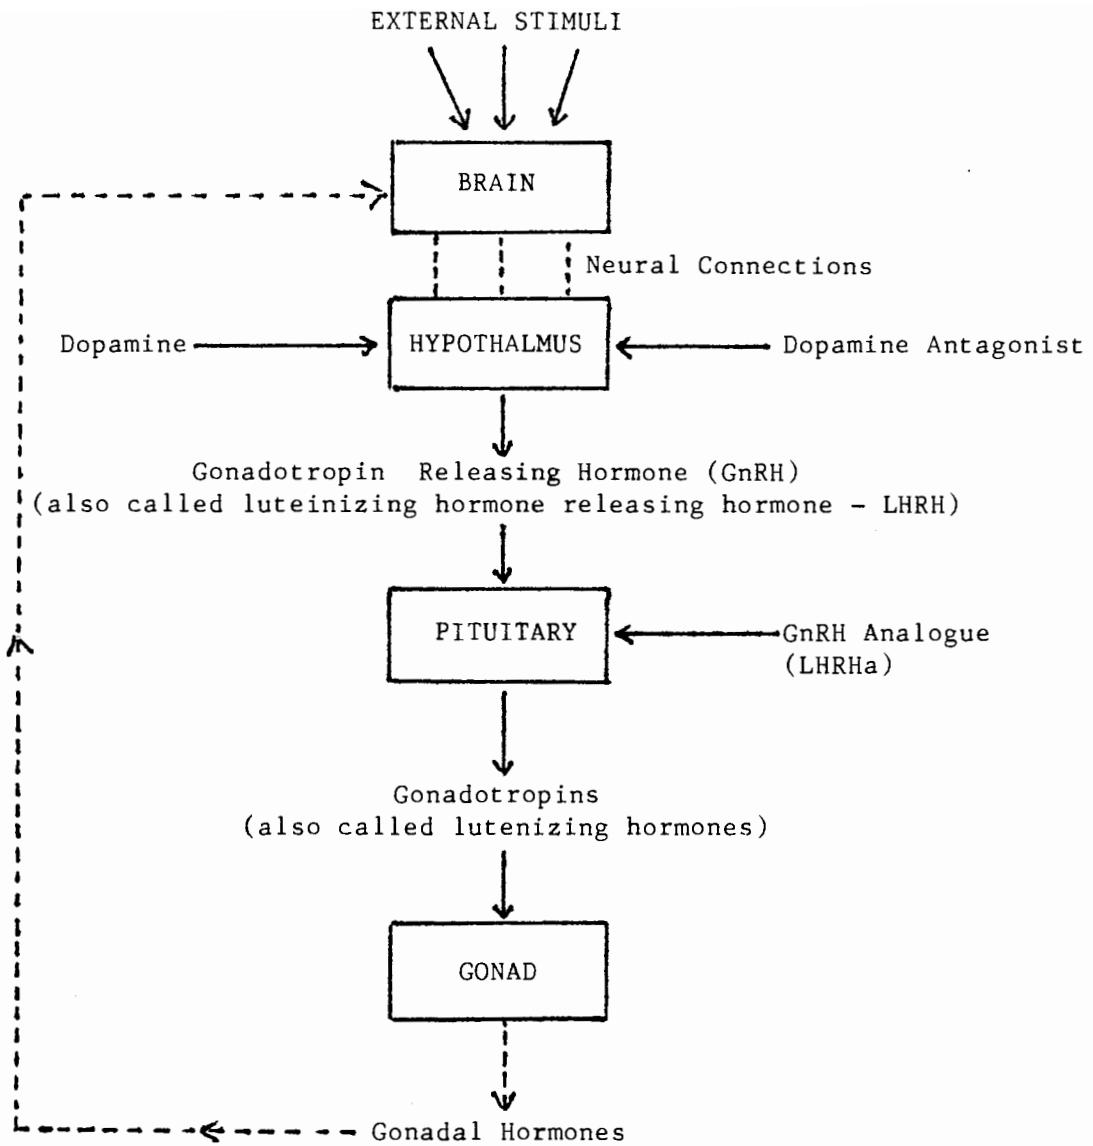 EXTERNAL STIMULI
BRAIN
Neural Connections
Dopamine
HYPOTHALMUS
Dopamine Antagonist
Gonadotropin Releasing Hormone (GnRH)
(also called luteinizing hormone releasing hormone - LHRH)
PITUITARY
GnRH Analogue
(LHRHa)
Gonadotropins
(also called lutenizing hormones)
GONAD
Gonadal Hormones